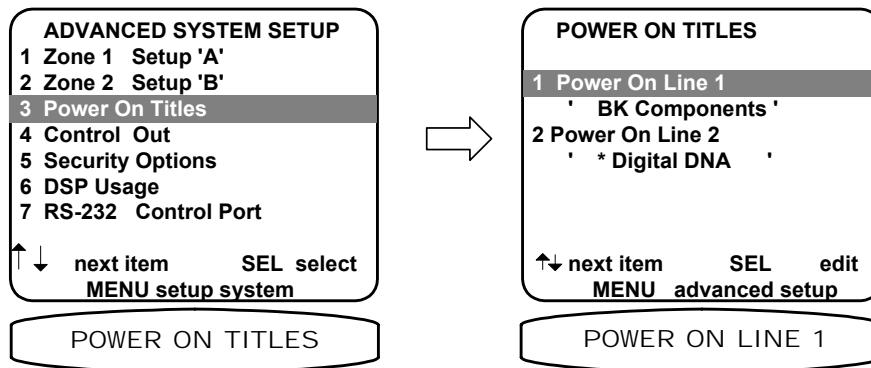 ADVANCED SYSTEM SETUP
1 Zone 1 Setup 'A'
2 Zone 2 Setup 'B'
3 Power On Titles
4 Control Out
5 Security Options
6 DSP Usage
7 RS-232 Control Port
↑↓ next item SEL select
MENU setup system
POWER ON TITLES
POWER ON TITLES
1 Power On Line 1
' BK Components '
2 Power On Line 2
' * Digital DNA '
↑↓ next item SEL edit
MENU advanced setup
POWER ON LINE 1